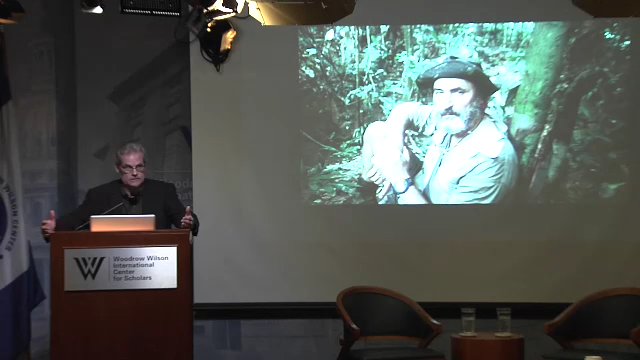 Woodrow Wilson
International
Center
for Scholars